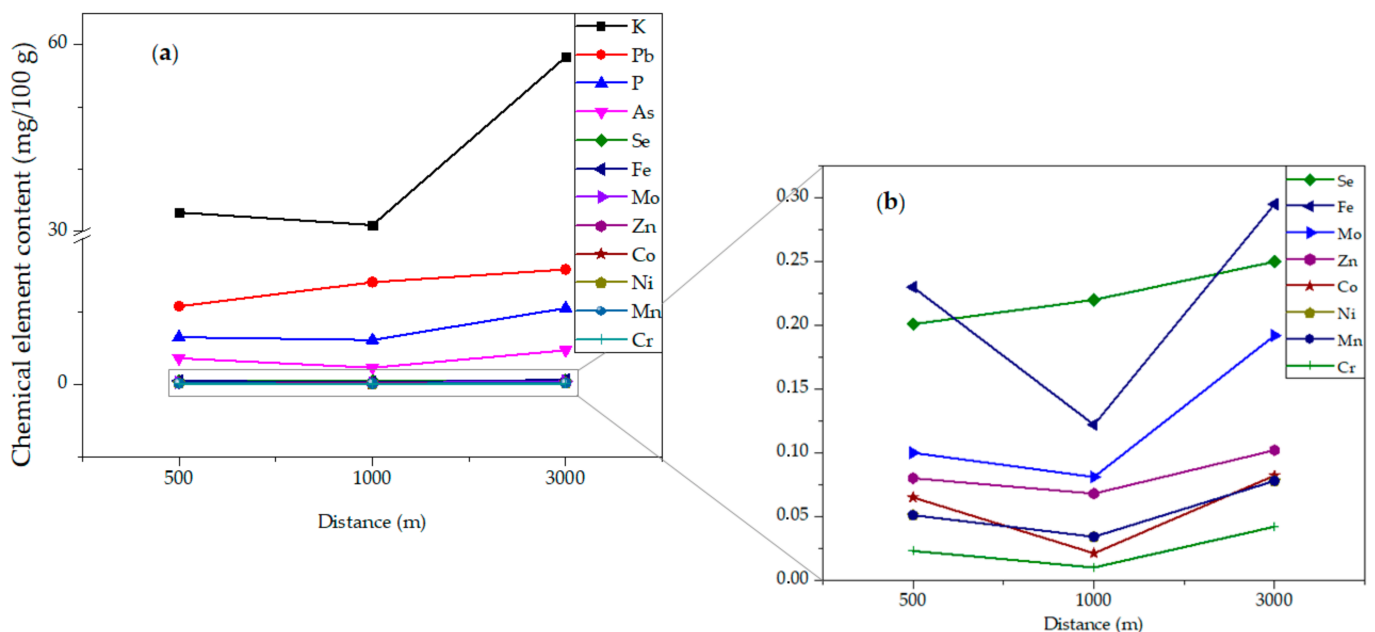 Chemical element content (mg/100 g)
60
30
0
(a)
K
Pb
P
As
Se
Fe
Mo
Zn
Co
Ni
Mn
Cr
500 1000 3000
Distance (m)
0.30
0.25
0.20
0.15
0.10
0.05
0.00
(b)
Se
Fe
Mo
Zn
Co
Ni
Mn
Cr
500 1000 3000
Distance (m)